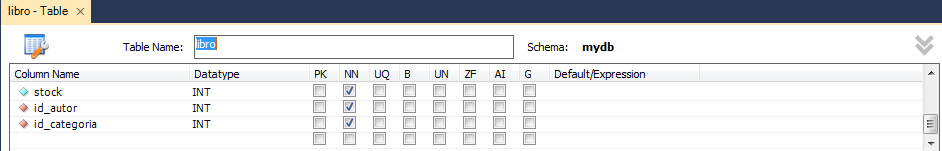 libro - Table ×
Table Name: libro Schema: mydb
Column Name Datatype PK NN UQ B UN ZF AI G Default/Expression
stock INT
id_autor INT
id_categoria INT